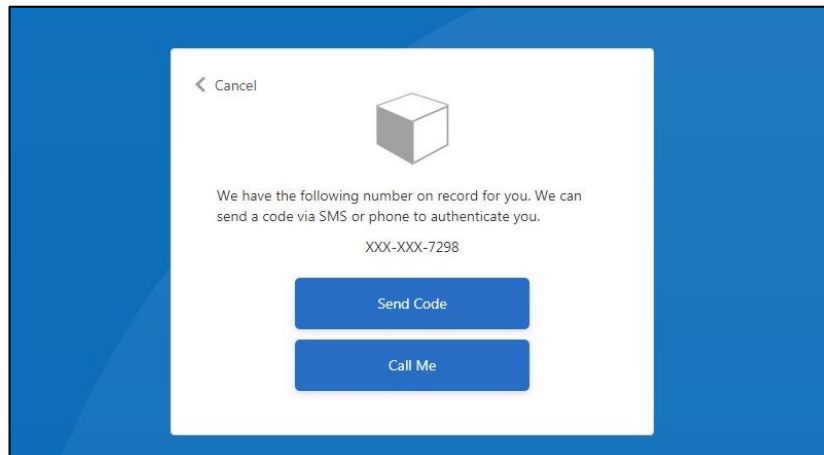 Cancel
We have the following number on record for you. We can
send a code via SMS or phone to authenticate you.
XXX-XXX-7298
Send Code
Call Me